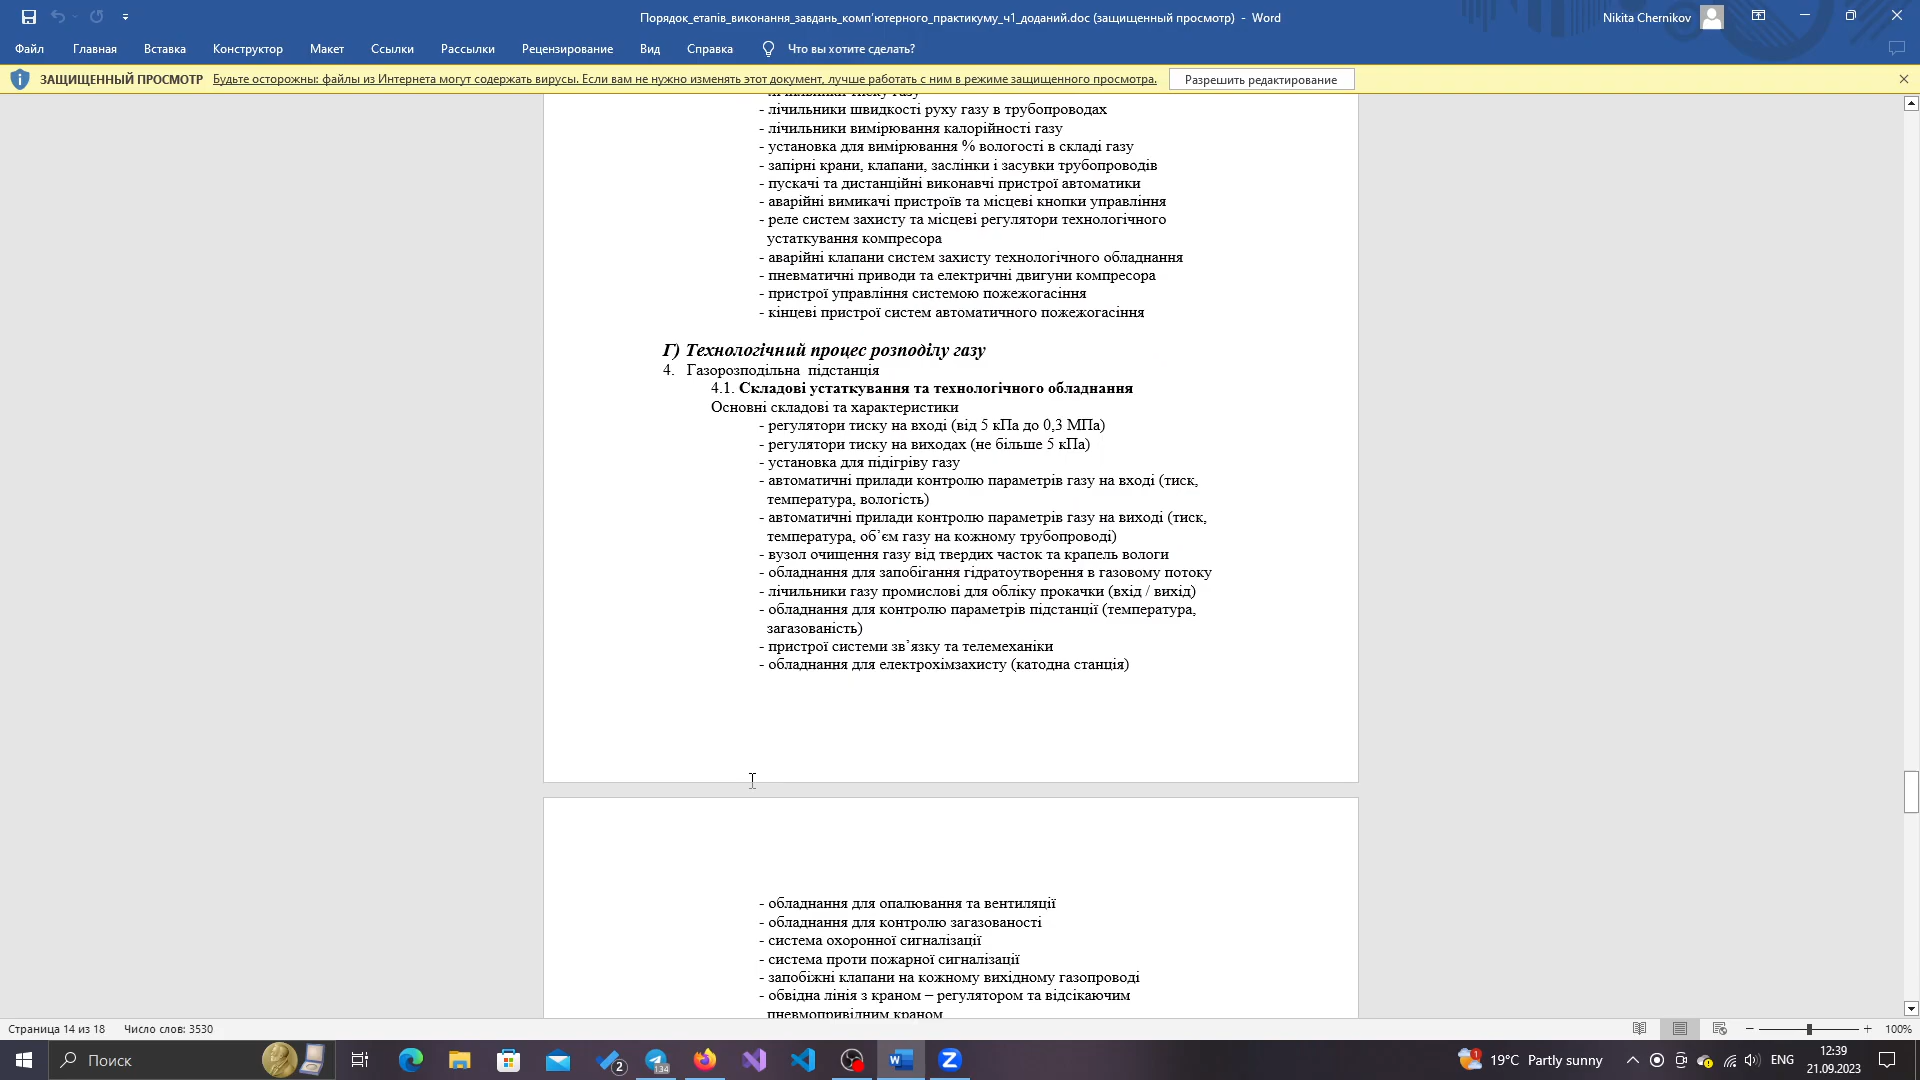 Порядок_етапів_виконання_завдань_комп'ютерного_практикуму_ч1_доданий.doc (защищенный просмотр) - Word
Nikita Chernikov
Файл Главная Вставка Конструктор Макет Ссылки Рассылки Рецензирование Вид Справка Что вы хотите сделать?
ЗАЩИЩЕННЫЙ ПРОСМОТР Будьте осторожны: файлы из Интернета могут содержать вирусы. Если вам не нужно изменять этот документ, лучше работать с ним в режиме защищенного просмотра. Разрешить редактирование
- лічильники тиску газу
- лічильники швидкості руху газу в трубопроводах
- лічильники вимірювання калорійності газу
- установка для вимірювання % вологості в складі газу
- запірні крани, клапани, заслінки і засувки трубопроводів
- пускачі та дистанційні виконавчі пристрої автоматики
- аварійні вимикачі пристроїв та місцеві кнопки управління
- реле систем захисту та місцеві регулятори технологічного
устаткування компресора
- аварійні клапани систем захисту технологічного обладнання
- пневматичні приводи та електричні двигуни компресора
- пристрої управління системою пожежогасіння
- кінцеві пристрої систем автоматичного пожежогасіння
Г) Технологічний процес розподілу газу
4. Газорозподільна підстанція
4.1. Складові устаткування та технологічного обладнання
Основні складові та характеристики
- регулятори тиску на вході (від 5 кПа до 0,3 МПа)
- регулятори тиску на виходах (не більше 5 кПа)
- установка для підігріву газу
- автоматичні прилади контролю параметрів газу на вході (тиск,
температура, вологість)
- автоматичні прилади контролю параметрів газу на виході (тиск,
температура, об’єм газу на кожному трубопроводі)
- вузол очищення газу від твердих часток та крапель вологи
- обладнання для запобігання гідратоутворення в газовому потоку
- лічильники газу промислові для обліку прокачки (вхід / вихід)
- обладнання для контролю параметрів підстанції (температура,
загазованість)
- пристрої системи зв’язку та телемеханіки
- обладнання для електрохімзахисту (катодна станція)
- обладнання для опалювання та вентиляції
- обладнання для контролю загазованості
- система охоронної сигналізації
- система проти пожарної сигналізації
- запобіжні клапани на кожному вихідному газопроводі
- обвідна лінія з краном – регулятором та відсікаючим
пневмопривідним краном
Страница 14 из 18 Число слов: 3530
100%
Поиск
2
134
1
19°C Partly sunny
ENG
12:39
21.09.2023